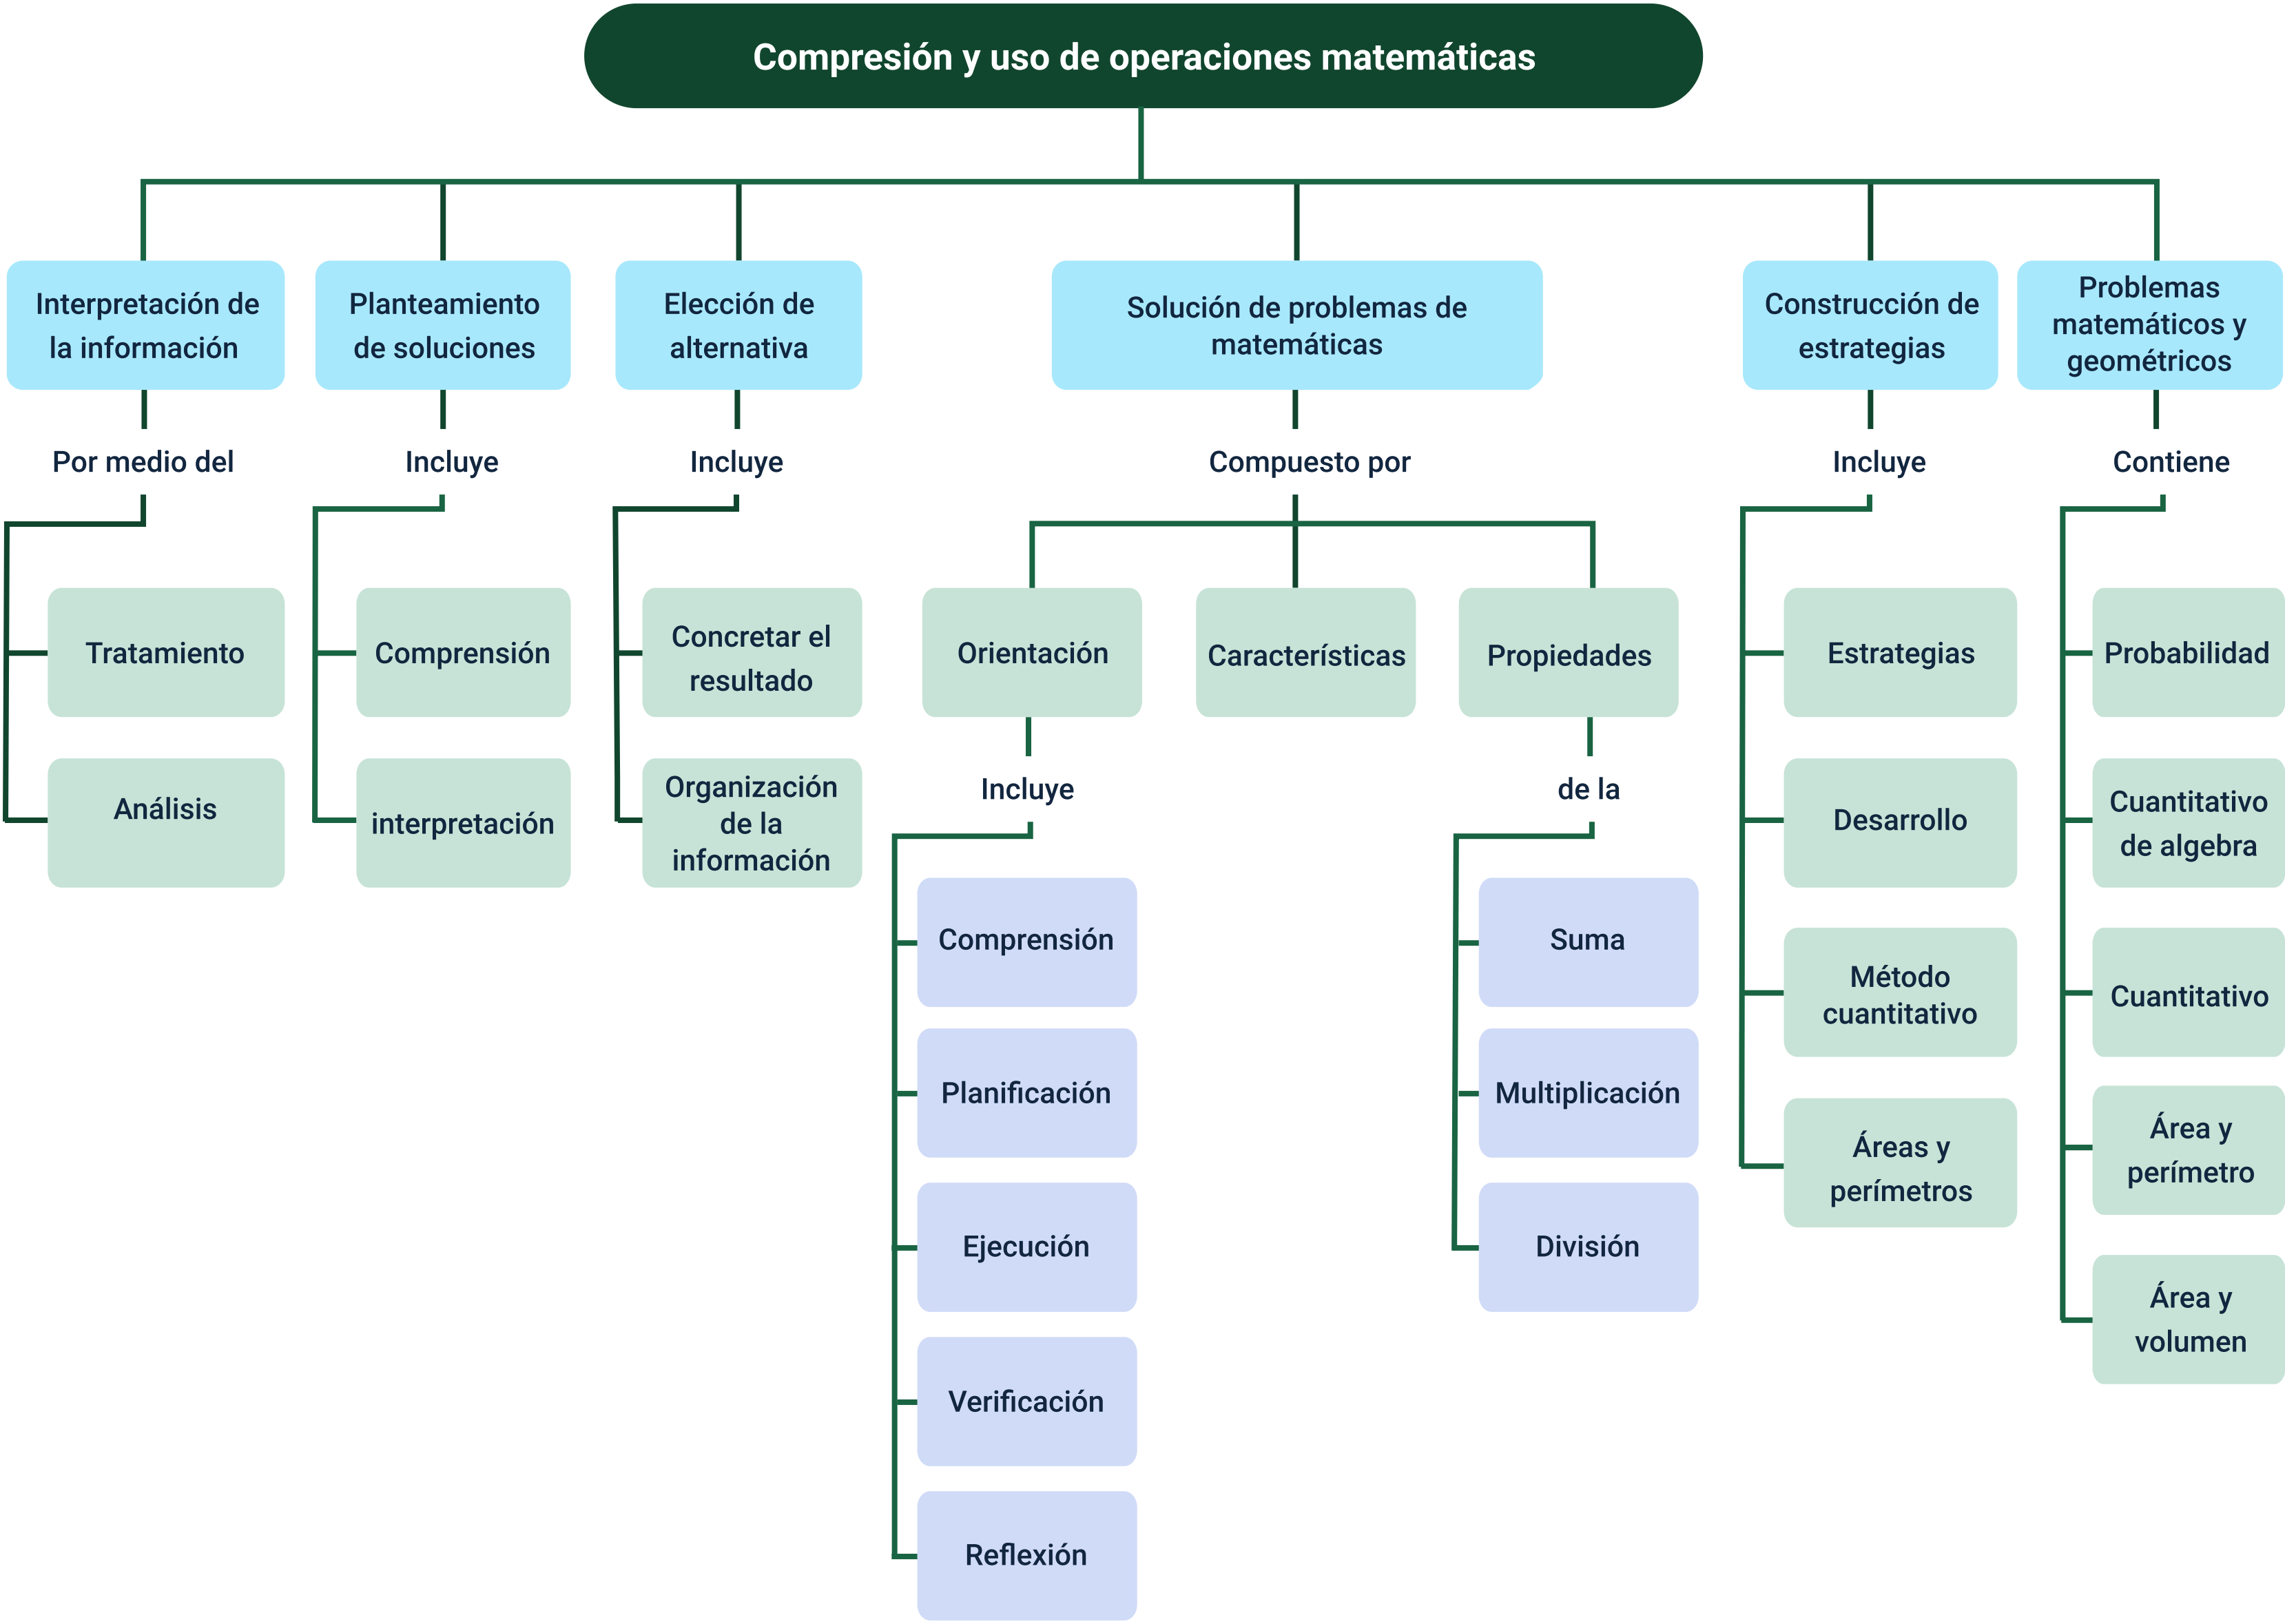 Compresión y uso de operaciones matemáticas
Interpretación de
la información
Planteamiento
de soluciones
Elección de
alternativa
Solución de problemas de
matemáticas
Construcción de
estrategias
Problemas
matemáticos y
geométricos
Por medio del
Incluye
Incluye
Compuesto por
Incluye
Contiene
Tratamiento
Análisis
Comprensión
interpretación
Concretar el
resultado
Organización
de la
información
Orientación
Características
Propiedades
Incluye
Comprensión
Planificación
Ejecución
Verificación
Reflexión
de la
Suma
Multiplicación
División
Estrategias
Desarrollo
Método
cuantitativo
Áreas y
perímetros
Probabilidad
Cuantitativo
de algebra
Cuantitativo
Área y
perímetro
Área y
volumen